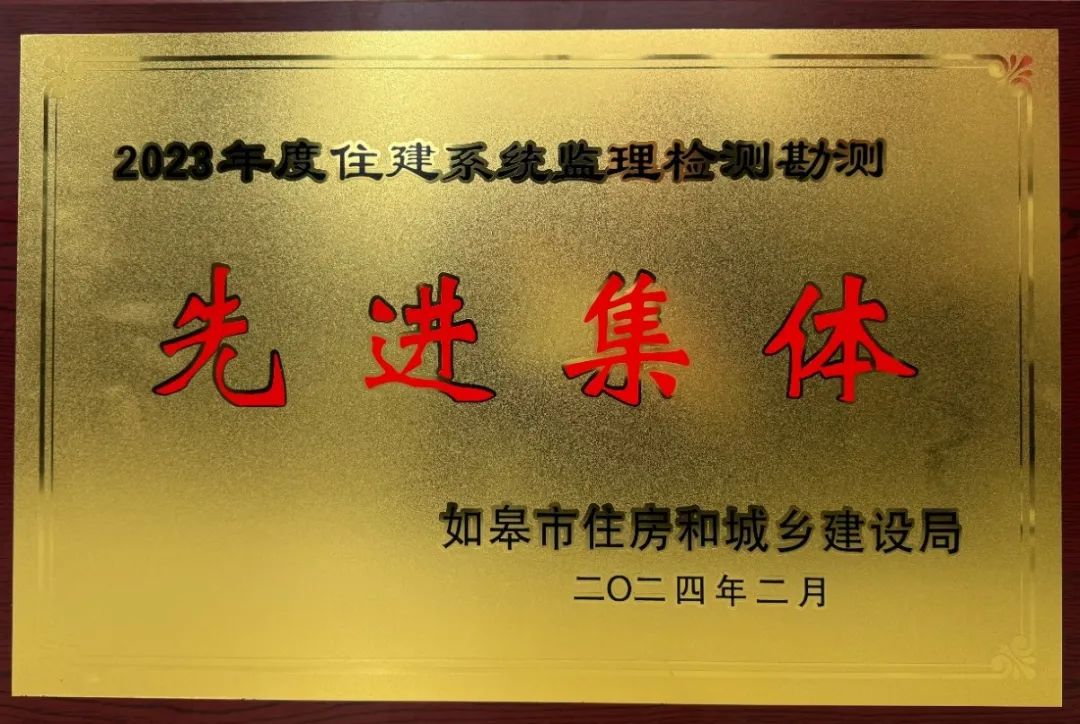 2023年度住建系统监理检测勘测
先进集体
如皋市住房和城乡建设局
二〇二四年二月